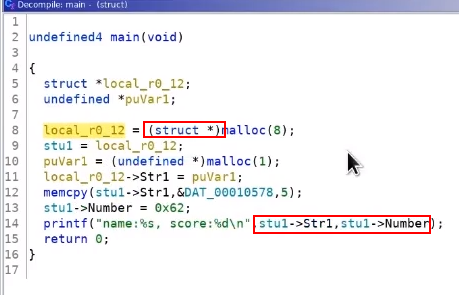 Decompile: main - (struct)
1
2 undefined4 main(void)
3
4 {
5 struct *local_r0_12;
6 undefined *puVar1;
7
8 local_r0_12 = (struct *)malloc(8);
9 stu1 = local_r0_12;
10 puVar1 = (undefined *)malloc(1);
11 local_r0_12->Str1 = puVar1;
12 memcpy(stu1->Str1,&DAT_00010578,5);
13 stu1->Number = 0x62;
14 printf("name:%s, score:%d\n",stu1->Str1,stu1->Number);
15 return 0;
16 }
17